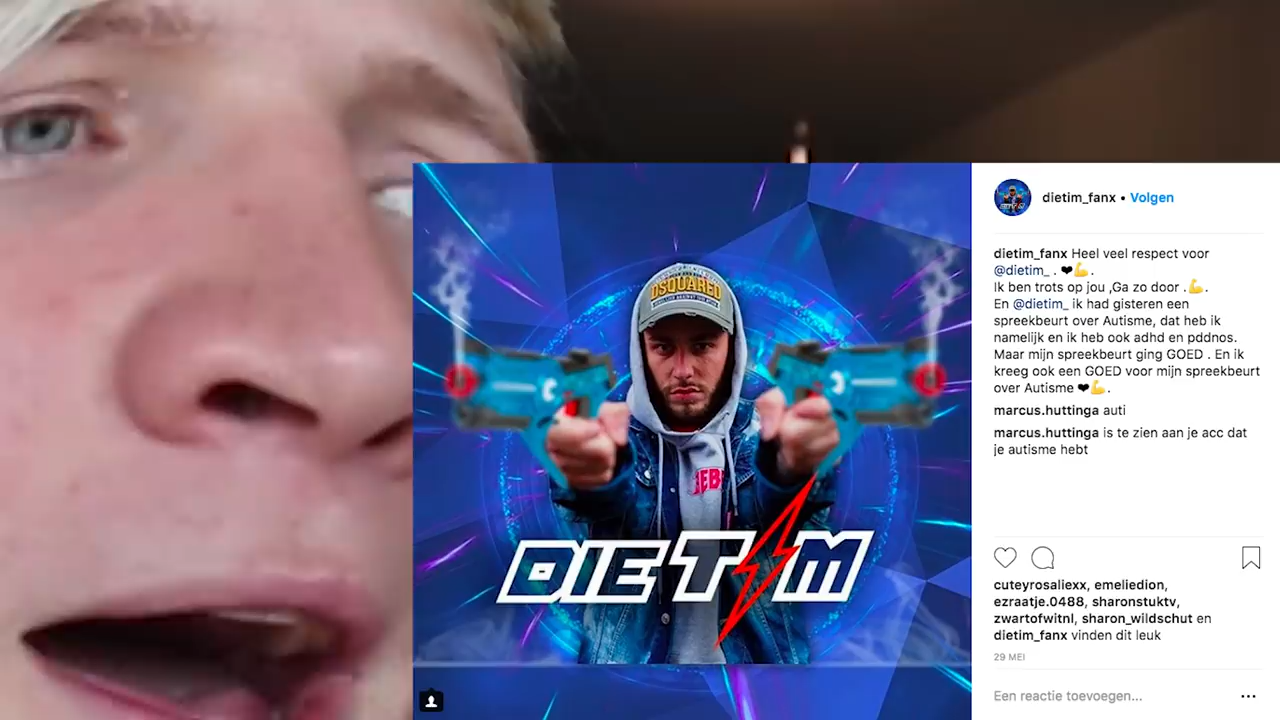 DSQUARED
DIE TIM
dietim_fanx • Volgen
dietim_fanx Heel veel respect voor
@dietim_ . ❤💪.
Ik ben trots op jou ,Ga zo door .💪.
En @dietim_ ik had gisteren een
spreekbeurt over Autisme, dat heb ik
namelijk en ik heb ook adhd en pddnos.
Maar mijn spreekbeurt ging GOED . En ik
kreeg ook een GOED voor mijn spreekbeurt
over Autisme ❤💪.
marcus.huttinga auti
marcus.huttinga is te zien aan je acc dat
je autisme hebt
cuteyrosaliexx, emeliedion,
ezraatje.0488, sharonstuktv,
zwartofwitnl, sharon_wildschut en
dietim_fanx vinden dit leuk
29 MEI
Een reactie toevoegen...